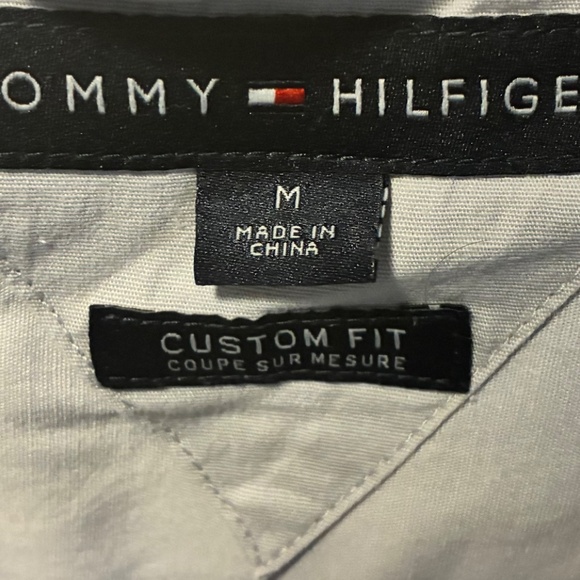 OMMY HILFIGE
M
MADE IN
CHINA
CUSTOM FIT
COUPE SUR MESURE